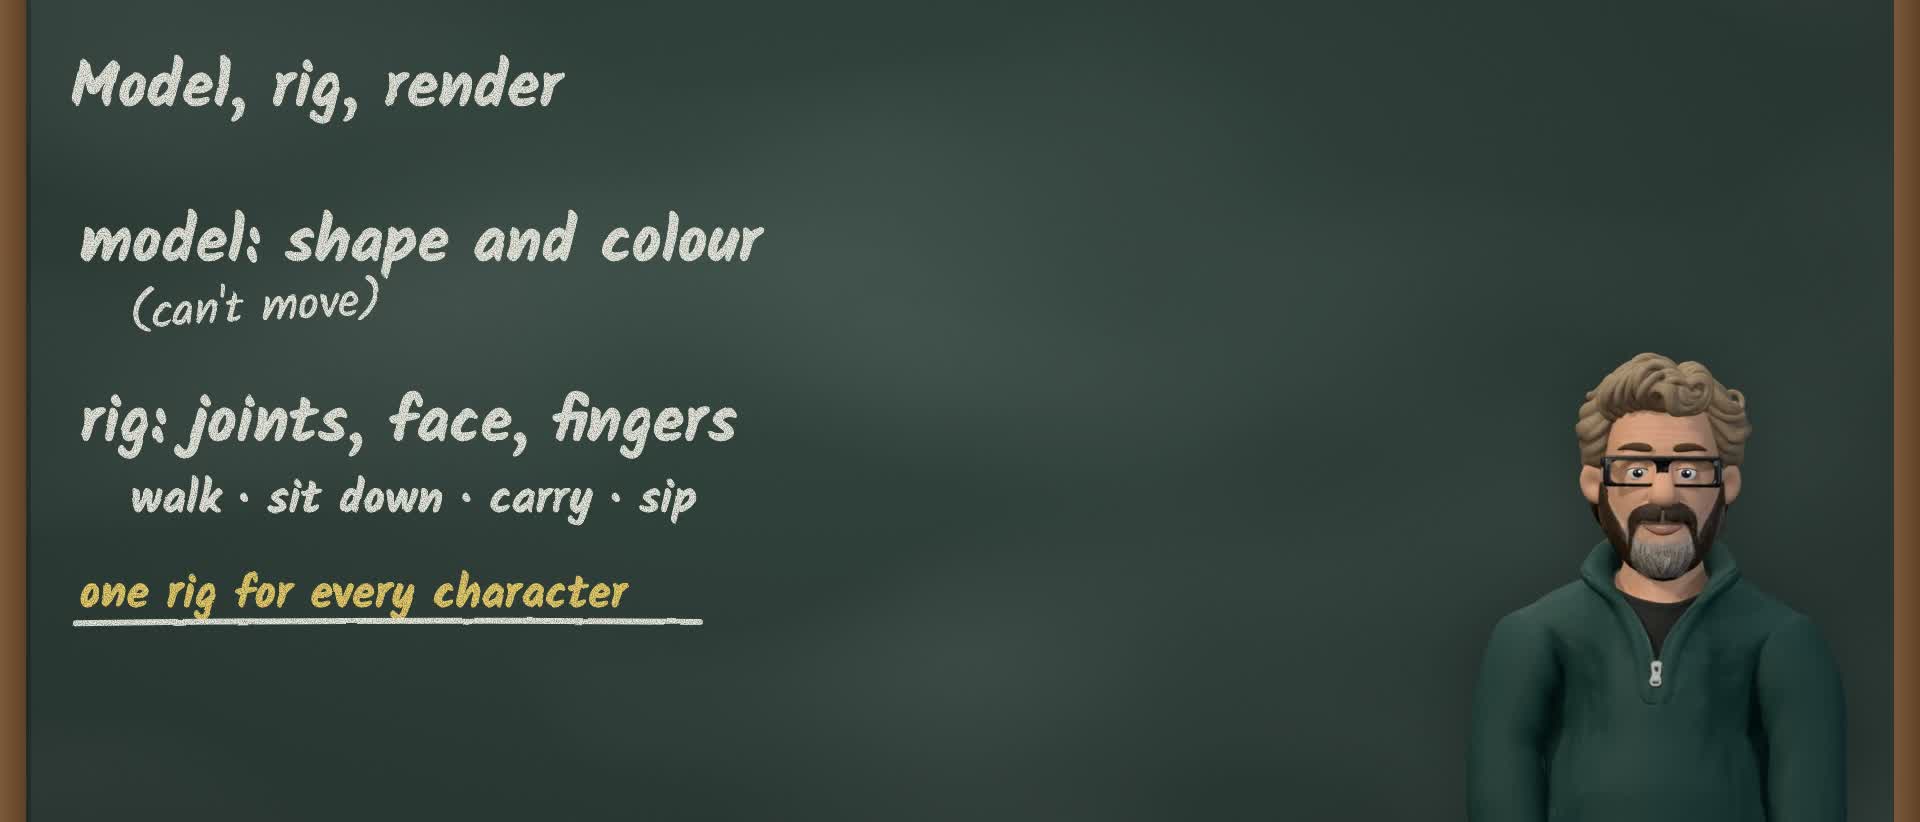 Model, rig, render
model: shape and colour
(can't move)
rig: joints, face, fingers
walk · sit down · carry · sip
one rig for every character